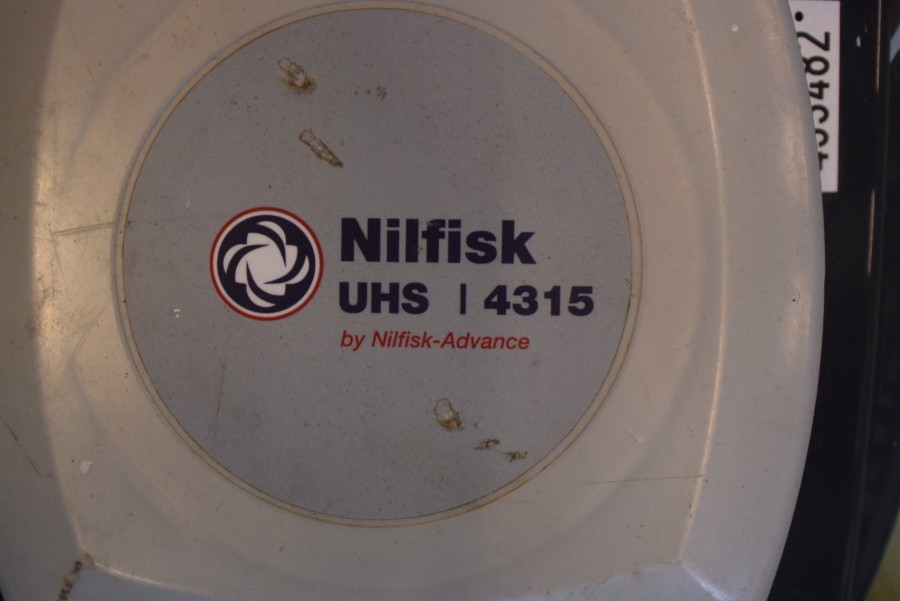 Nilfisk
UHS | 4315
by Nilfisk-Advance